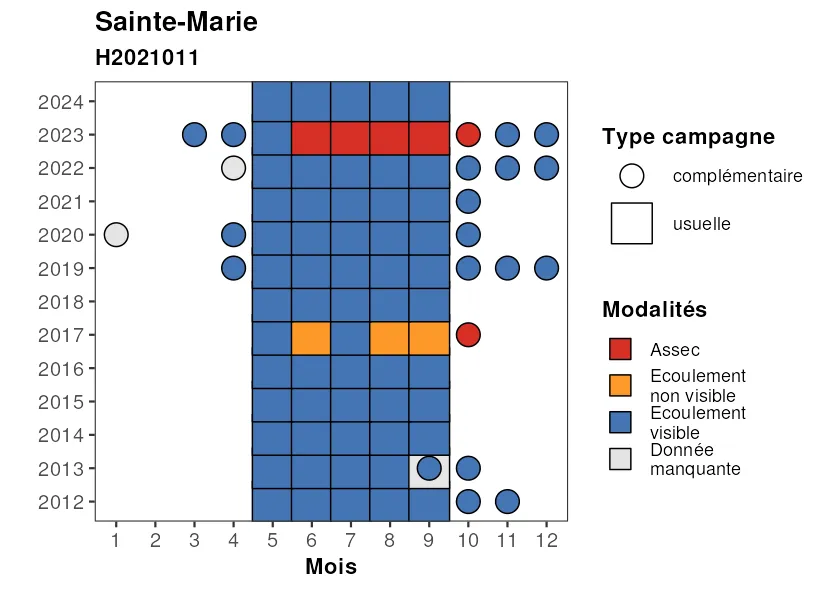 Sainte-Marie
H2021011
2024
2023
2022
2021
2020
2019
2018
2017
2016
2015
2014
2013
2012
1 2 3 4 5 6 7 8 9 10 11 12
Mois
Type campagne
complémentaire
usuelle
Modalités
Assec
Ecoulement
non visible
Ecoulement
visible
Donnée
manquante